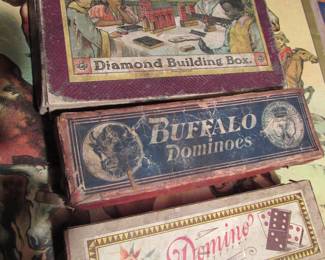 Diamond Building Box.
BUFFALO
Dominoes
Domino